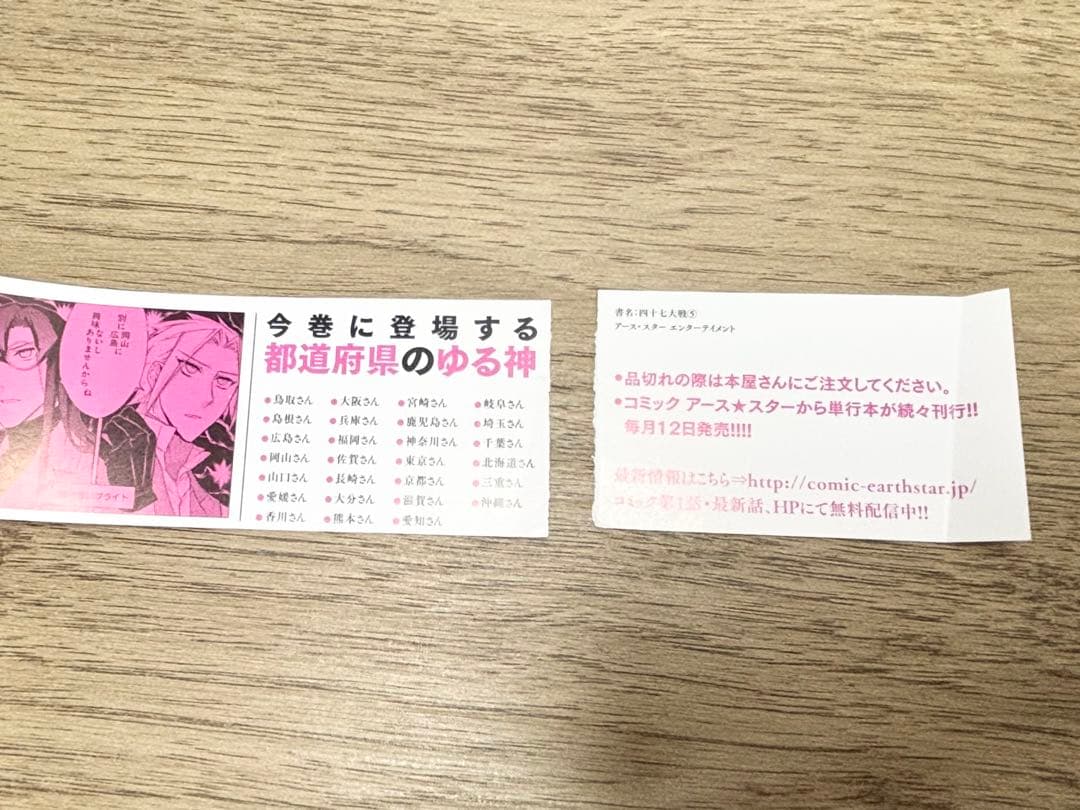 別に岡山
に広島に
興味ないし
ありませんからね
ブライト
今巻に登場する
都道府県のゆる神
●鳥取さん ●大阪さん ●宮崎さん ●岐阜さん
●島根さん ●兵庫さん ●鹿児島さん ●埼玉さん
●広島さん ●福岡さん ●神奈川さん ●千葉さん
●岡山さん ●佐賀さん ●東京さん ●北海道さん
●山口さん ●長崎さん ●京都さん ●三重さん
●愛媛さん ●大分さん ●滋賀さん ●沖縄さん
●香川さん ●熊本さん ●愛知さん
書名:四十七大戦⑤
アース・スター エンターテイメント
●品切れの際は本屋さんにご注文してください。
●コミック アース★スターから単行本が続々刊行!!
毎月12日発売!!!!
最新情報はこちら⇒http://comic-earthstar.jp/
コミック第1話・最新話、HPにて無料配信中!!